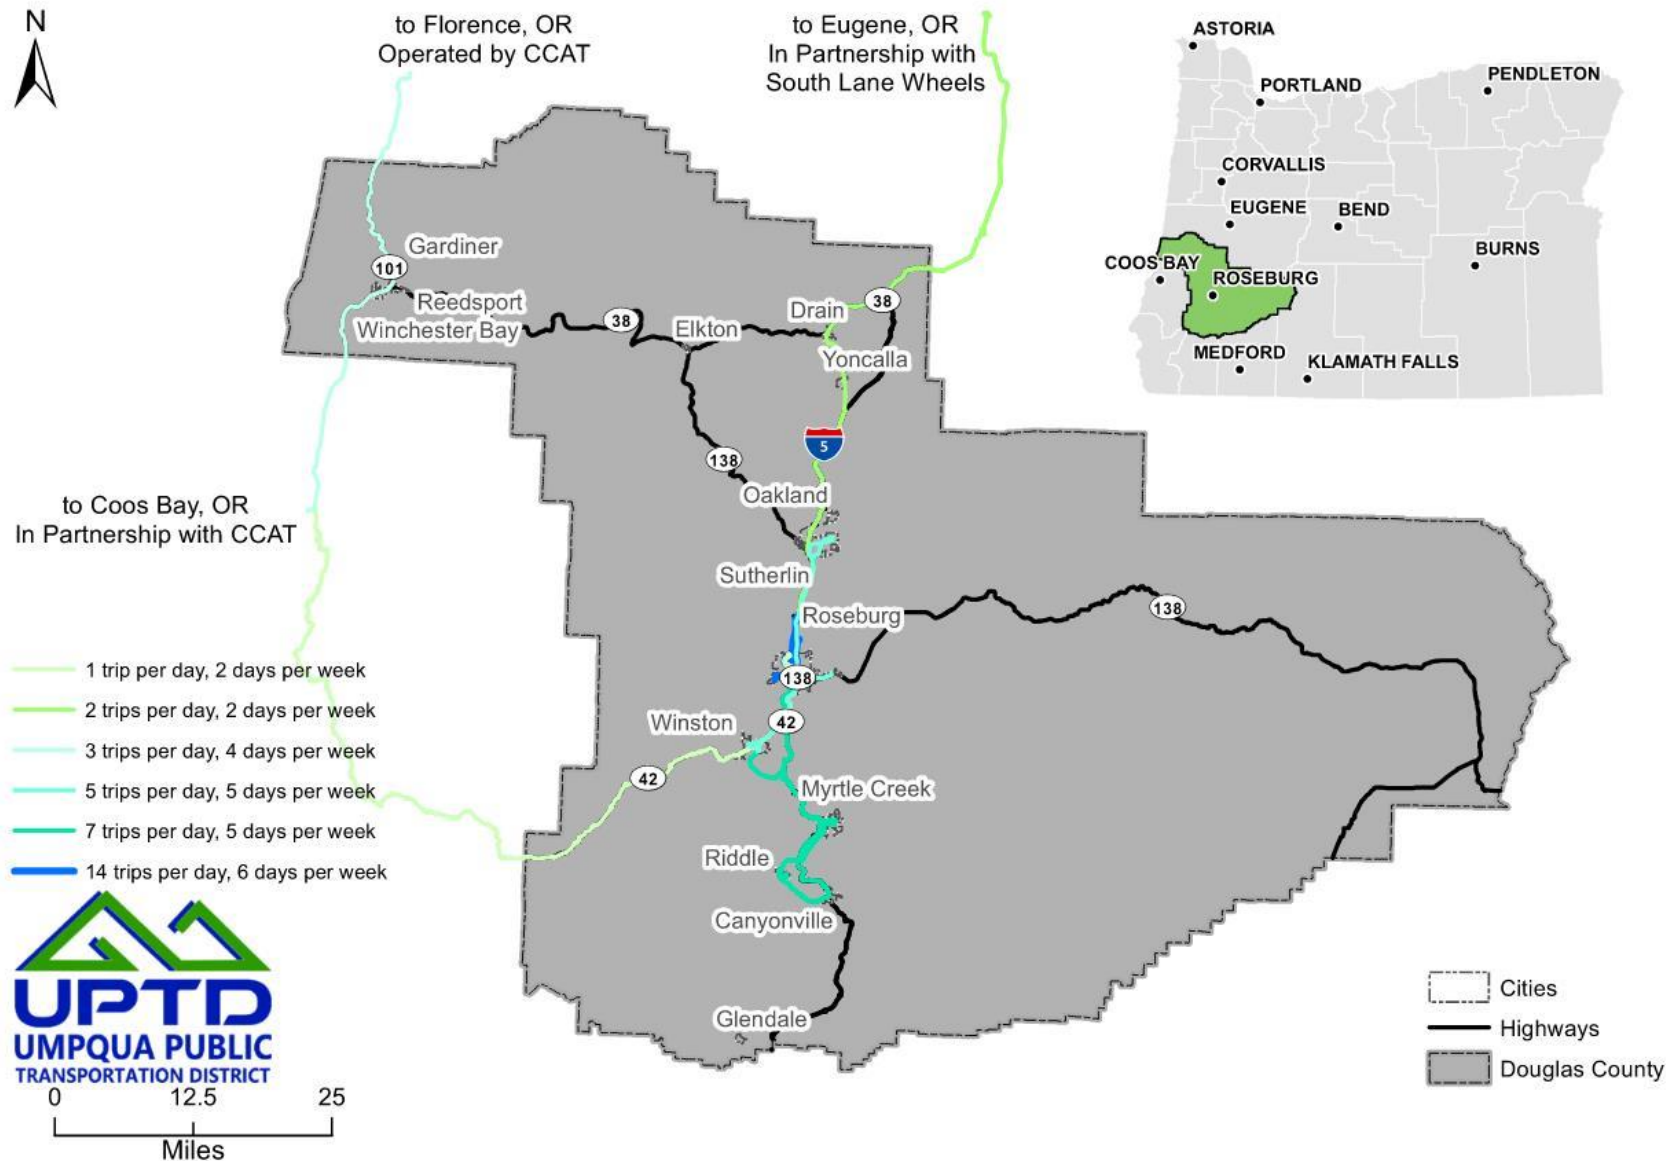 N
to Florence, OR
Operated by CCAT
to Eugene, OR
In Partnership with
South Lane Wheels
ASTORIA
PORTLAND
PENDLETON
CORVALLIS
EUGENE
BEND
BURNS
COOS BAY
ROSEBURG
MEDFORD
KLAMATH FALLS
Gardiner
101
Reedsport
Winchester Bay
38
Elkton
Drain
38
Yoncalla
5
138
Oakland
to Coos Bay, OR
In Partnership with CCAT
Sutherlin
Roseburg
138
138
Winston
42
42
Myrtle Creek
Riddle
Canyonville
Glendale
1 trip per day, 2 days per week
2 trips per day, 2 days per week
3 trips per day, 4 days per week
5 trips per day, 5 days per week
7 trips per day, 5 days per week
14 trips per day, 6 days per week
UPTD
UMPQUA PUBLIC
TRANSPORTATION DISTRICT
0 12.5 25
Miles
Cities
Highways
Douglas County